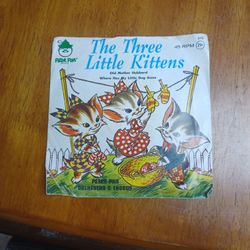 PETER PAN
The Three
45 RPM
Little Kittens
Old Mother Hubbard
Where Has My Little Dog Gone
PETER PAN
ORCHESTRA & CHORUS